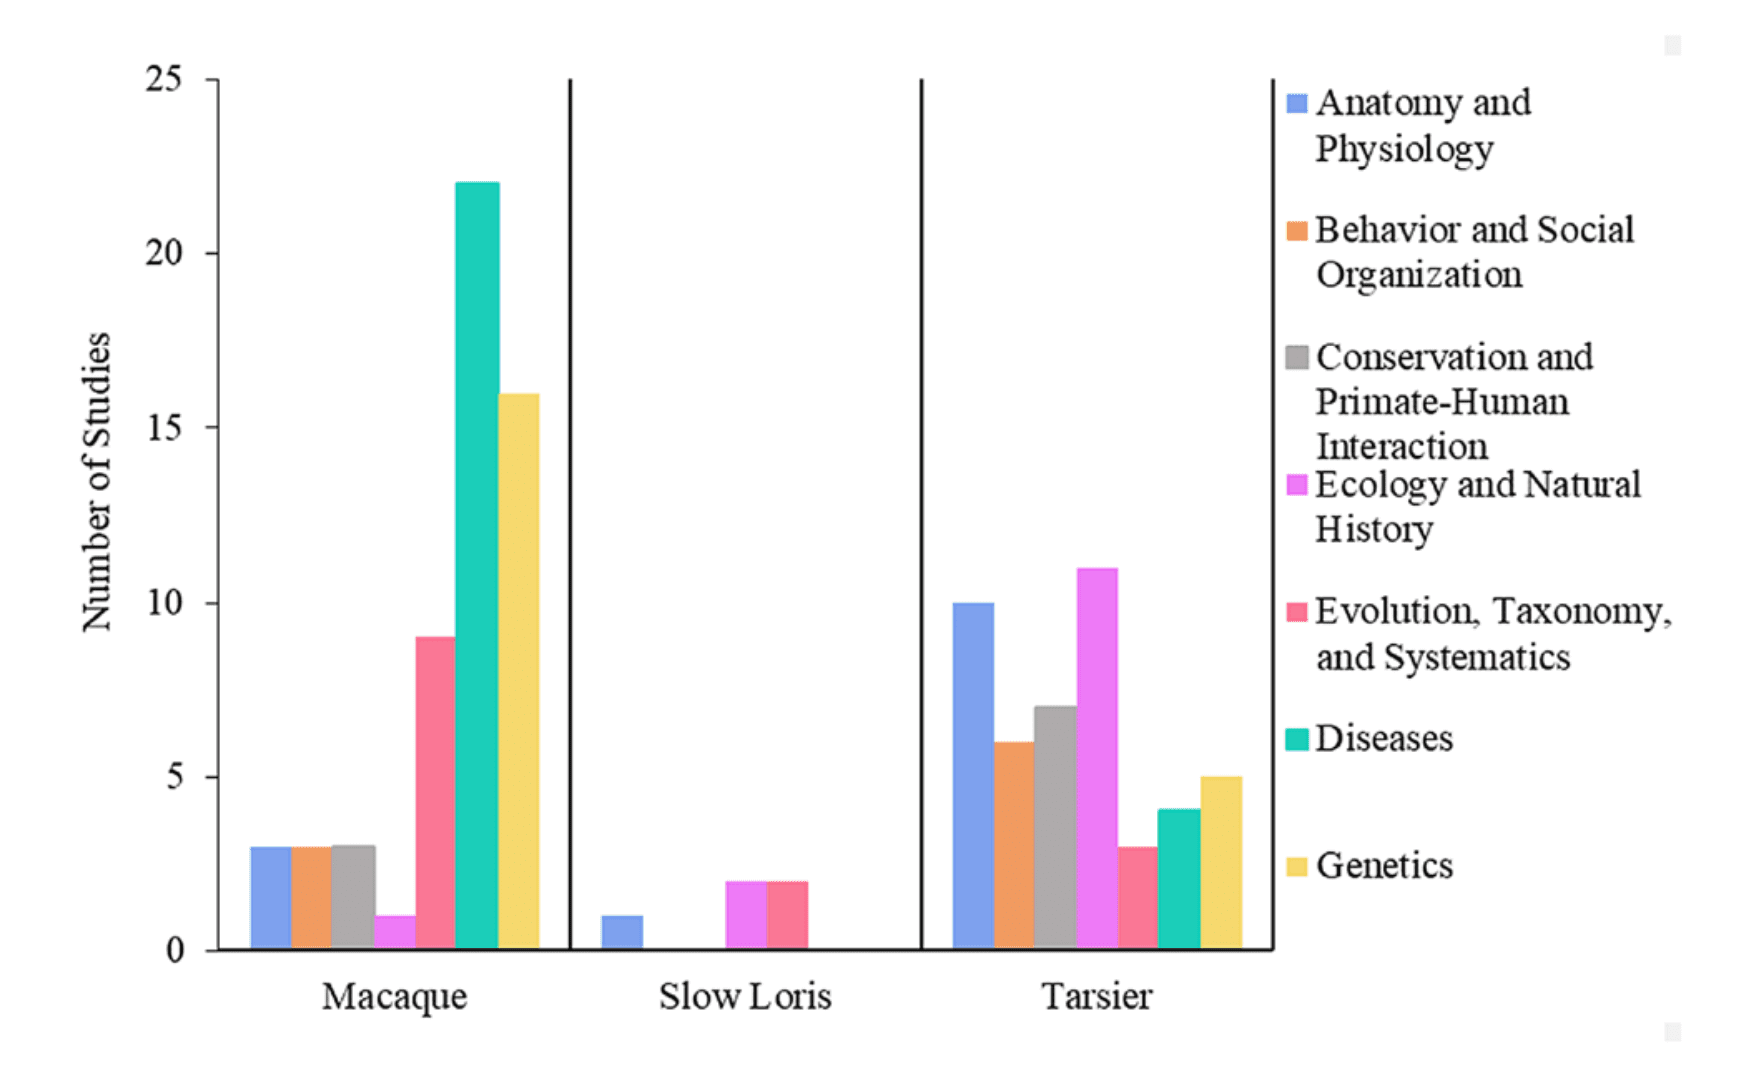 25
20
15
10
5
0
Number of Studies
Macaque
Slow Loris
Tarsier
Anatomy and
Physiology
Behavior and Social
Organization
Conservation and
Primate-Human
Interaction
Ecology and Natural
History
Evolution, Taxonomy,
and Systematics
Diseases
Genetics